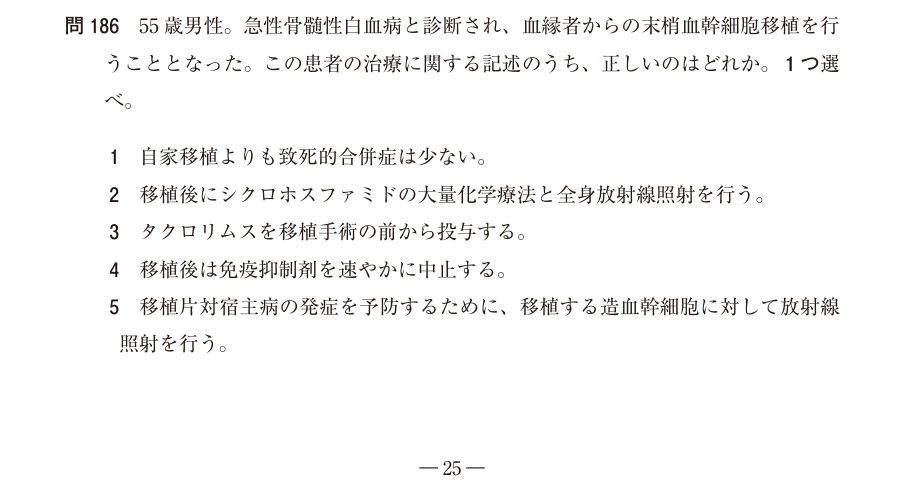 問 186 55 歳男性。急性骨髄性白血病と診断され、血縁者からの末梢血幹細胞移植を行
うこととなった。この患者の治療に関する記述のうち、正しいのはどれか。1つ選
べ。
1 自家移植よりも致死的合併症は少ない。
2 移植後にシクロホスファミドの大量化学療法と全身放射線照射を行う。
3 タクロリムスを移植手術の前から投与する。
4 移植後は免疫抑制剤を速やかに中止する。
5 移植片対宿主病の発症を予防するために、移植する造血幹細胞に対して放射線
照射を行う。
— 25 —